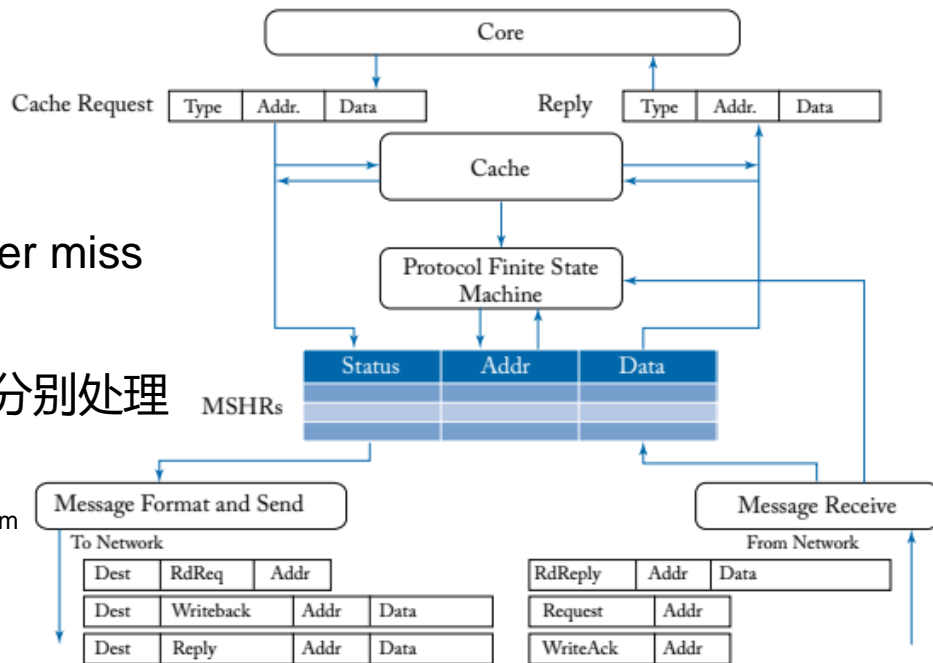 Core
Cache Request Type Addr. Data Reply Type Addr. Data
Cache
er miss
Protocol Finite State
Machine
分别处理
MSHRs
Status Addr Data
Message Format and Send
Message Receive
m
To Network
From Network
Dest RdReq Addr
RdReply Addr Data
Dest Writeback Addr Data
Request Addr
Dest Reply Addr Data
WriteAck Addr